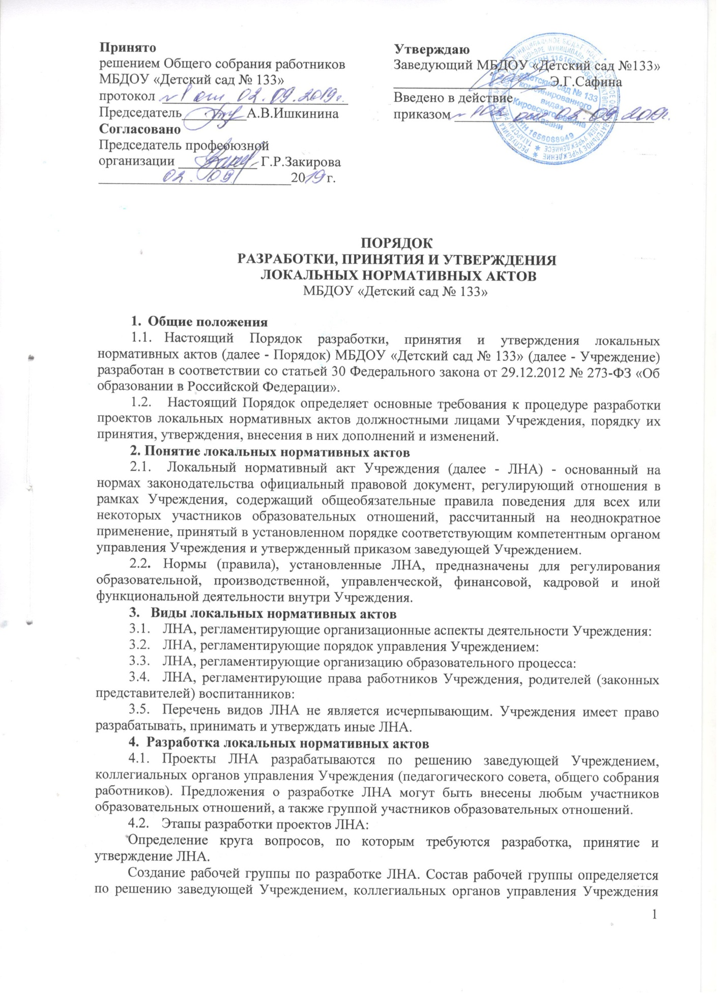 Принято
решением Общего собрания работников
МБДОУ «Детский сад № 133»
протокол №1 от 02.09.2019г.
Председатель А.В.Ишкинина
Согласовано
Председатель профсоюзной
организации Г.Р.Закирова
02.09. 2019 г.
Утверждаю
Заведующий МБДОУ «Детский сад №133»
Э.Г.Сафина
Введено в действие
приказом №102 от 02.09.2019г.
«Детский сад № 133
комбинированного
вида»
Кировского района
г.Казани
ИНН 1656088949
ПОРЯДОК
РАЗРАБОТКИ, ПРИНЯТИЯ И УТВЕРЖДЕНИЯ
ЛОКАЛЬНЫХ НОРМАТИВНЫХ АКТОВ
МБДОУ «Детский сад № 133»
1. Общие положения
1.1. Настоящий Порядок разработки, принятия и утверждения локальных
нормативных актов (далее - Порядок) МБДОУ «Детский сад № 133» (далее - Учреждение)
разработан в соответствии со статьей 30 Федерального закона от 29.12.2012 № 273-ФЗ «Об
образовании в Российской Федерации».
1.2. Настоящий Порядок определяет основные требования к процедуре разработки
проектов локальных нормативных актов должностными лицами Учреждения, порядку их
принятия, утверждения, внесения в них дополнений и изменений.
2. Понятие локальных нормативных актов
2.1. Локальный нормативный акт Учреждения (далее - ЛНА) - основанный на
нормах законодательства официальный правовой документ, регулирующий отношения в
рамках Учреждения, содержащий общеобязательные правила поведения для всех или
некоторых участников образовательных отношений, рассчитанный на неоднократное
применение, принятый в установленном порядке соответствующим компетентным органом
управления Учреждения и утвержденный приказом заведующей Учреждением.
2.2. Нормы (правила), установленные ЛНА, предназначены для регулирования
образовательной, производственной, управленческой, финансовой, кадровой и иной
функциональной деятельности внутри Учреждения.
3. Виды локальных нормативных актов
3.1. ЛНА, регламентирующие организационные аспекты деятельности Учреждения:
3.2. ЛНА, регламентирующие порядок управления Учреждением:
3.3. ЛНА, регламентирующие организацию образовательного процесса:
3.4. ЛНА, регламентирующие права работников Учреждения, родителей (законных
представителей) воспитанников:
3.5. Перечень видов ЛНА не является исчерпывающим. Учреждения имеет право
разрабатывать, принимать и утверждать иные ЛНА.
4. Разработка локальных нормативных актов
4.1. Проекты ЛНА разрабатываются по решению заведующей Учреждением,
коллегиальных органов управления Учреждения (педагогического совета, общего собрания
работников). Предложения о разработке ЛНА могут быть внесены любым участников
образовательных отношений, а также группой участников образовательных отношений.
4.2. Этапы разработки проектов ЛНА:
Определение круга вопросов, по которым требуются разработка, принятие и
утверждение ЛНА.
Создание рабочей группы по разработке ЛНА. Состав рабочей группы определяется
по решению заведующей Учреждением, коллегиальных органов управления Учреждения
1